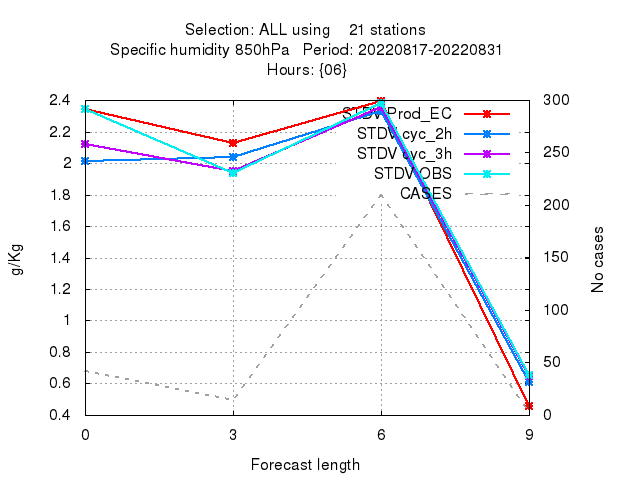 Selection: ALL using    21 stations
Specific humidity 850hPa   Period: 20220817-20220831
Hours: {06}
STDV Prod_EC
STDV cyc_2h
STDV cyc_3h
STDV OBS
CASES
2.4
2.2
2
1.8
1.6
1.4
1.2
1
0.8
0.6
0.4
300
250
200
150
100
50
0
g/Kg
No cases
0 3 6 9
Forecast length